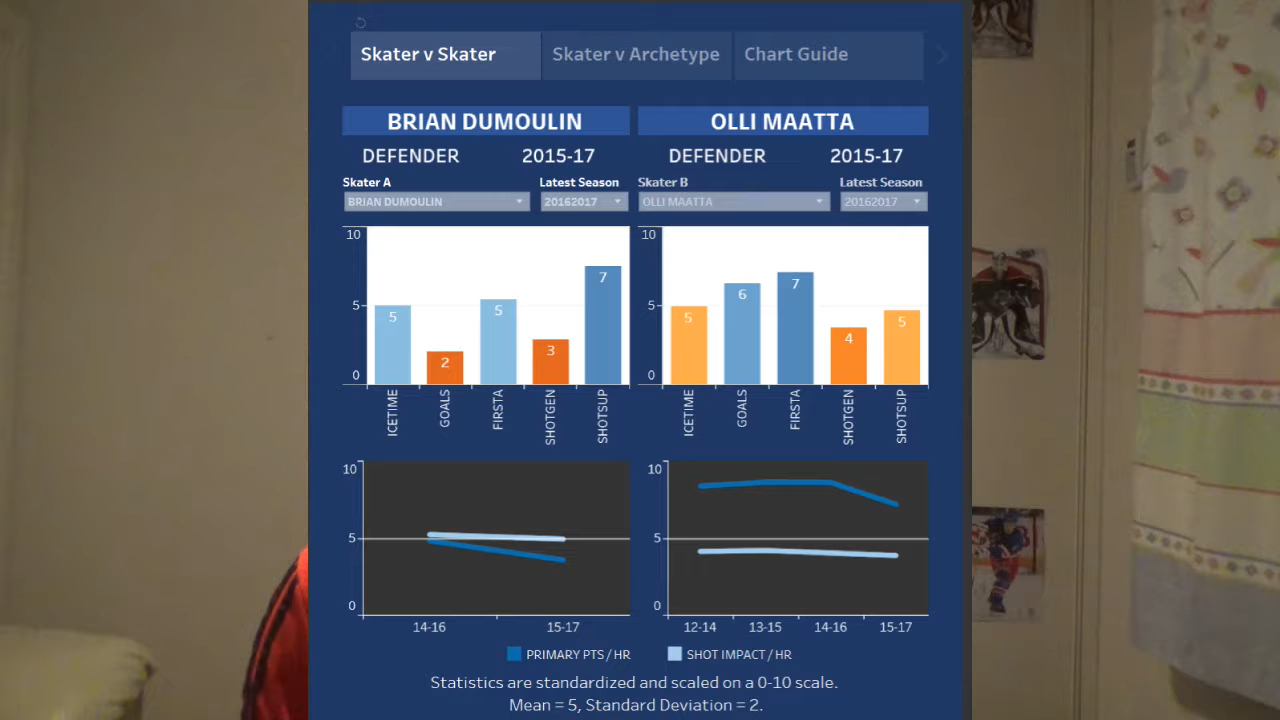 Skater v Skater
Skater v Archetype
Chart Guide
BRIAN DUMOULIN
OLLI MAATTA
DEFENDER
2015-17
DEFENDER
2015-17
Skater A
Latest Season
Skater B
Latest Season
BRIAN DUMOULIN
20162017
OLLI MAATTA
20162017
10
5
0
5
2
5
3
7
ICETIME
GOALS
FIRSTA
SHOTGEN
SHOTSUP
10
5
0
5
6
7
4
5
ICETIME
GOALS
FIRSTA
SHOTGEN
SHOTSUP
10
5
0
14-16
15-17
10
5
0
12-14
13-15
14-16
15-17
PRIMARY PTS / HR
SHOT IMPACT / HR
Statistics are standardized and scaled on a 0-10 scale.
Mean = 5, Standard Deviation = 2.